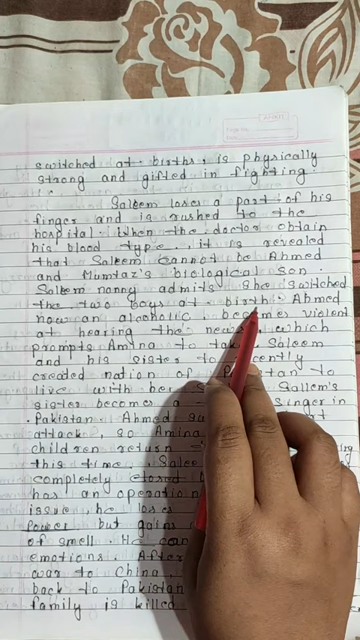 switched at births, is physically
strong and gifted in fighting.
Saleem loses a part of his
finger and is rushed to the
hospital. When the doctor obtain
his blood type, it is revealed
that Saleem cannot be Ahmed
and Mumtaz's biological son.
Saleem nanny admits she switched
the two boys at birth. Ahmed
now an alcoholic, becomes violent
at hearing the news, which
prompts Amina to take Saleem
and his sister to recently
created nation of Pakistan to
live with her Sallem's
sister becomes a singer in
Pakistan. Ahmed
attack, so Amina
children return
this time, Salee
completely closed
has an operation
issue, he loses
Power but gains
of smell. He can
emotions. After
war to China.
back to Pakistan
family is killed